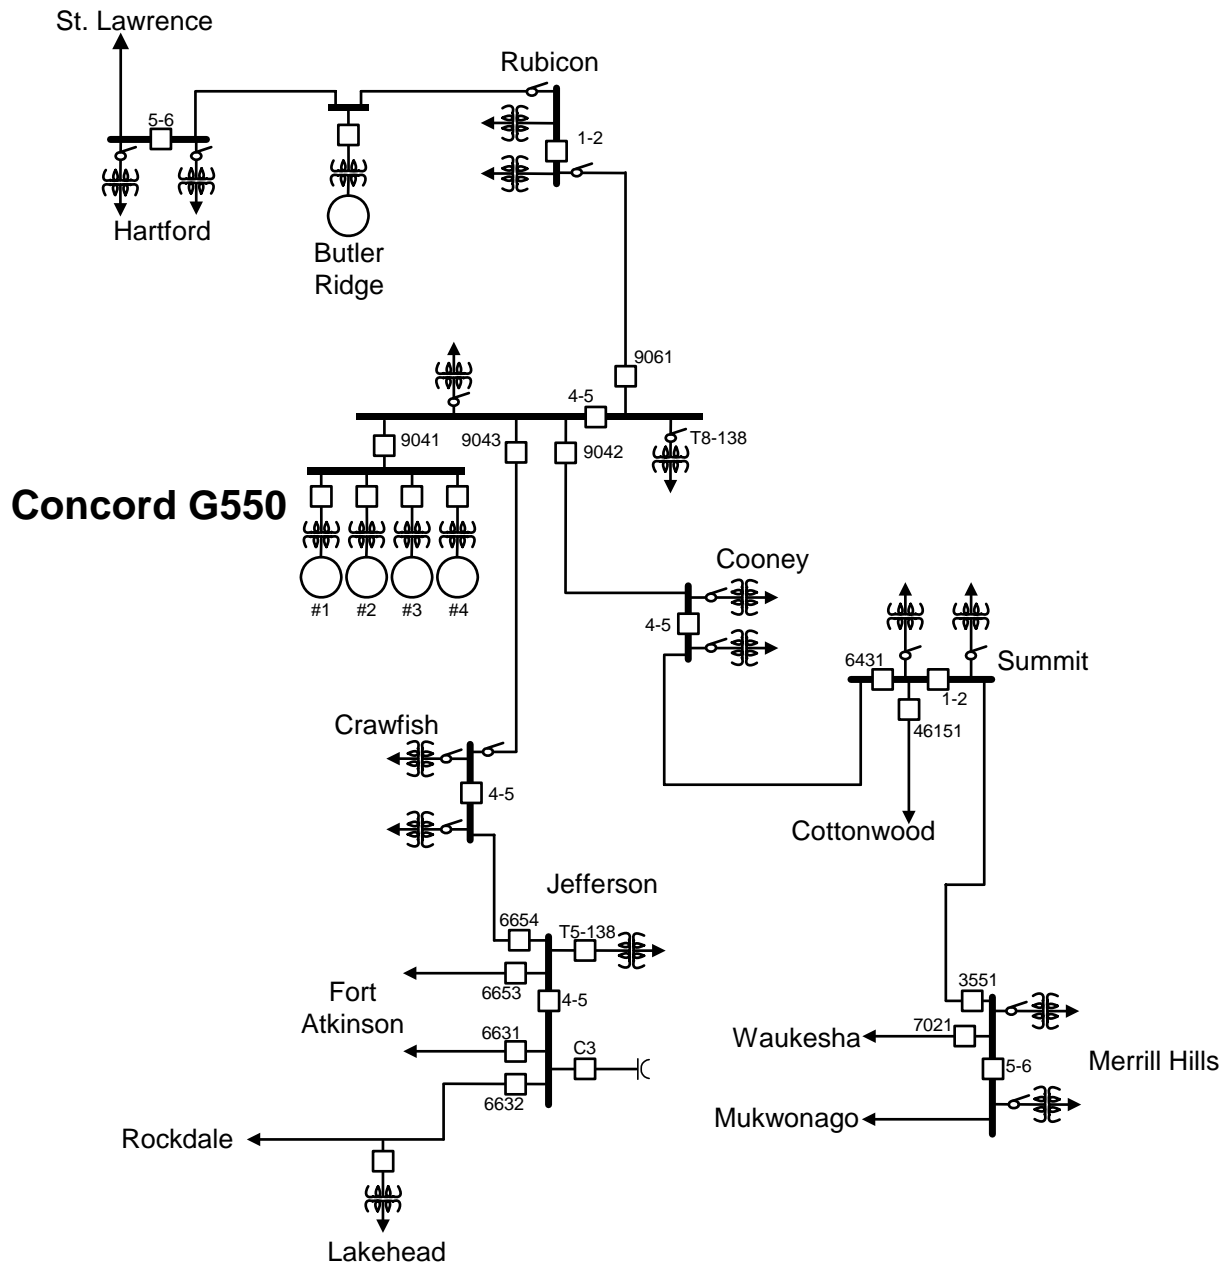 St. Lawrence
Rubicon
5-6
1-2
Hartford
Butler
Ridge
9061
4-5
9041
9043
9042
T8-138
Concord G550
#1
#2
#3
#4
Cooney
4-5
6431
Summit
1-2
46151
Crawfish
4-5
Cottonwood
Jefferson
6654
T5-138
6653
4-5
Fort
Atkinson
6631
C3
6632
3551
7021
Waukesha
5-6
Merrill Hills
Mukwonago
Rockdale
Lakehead